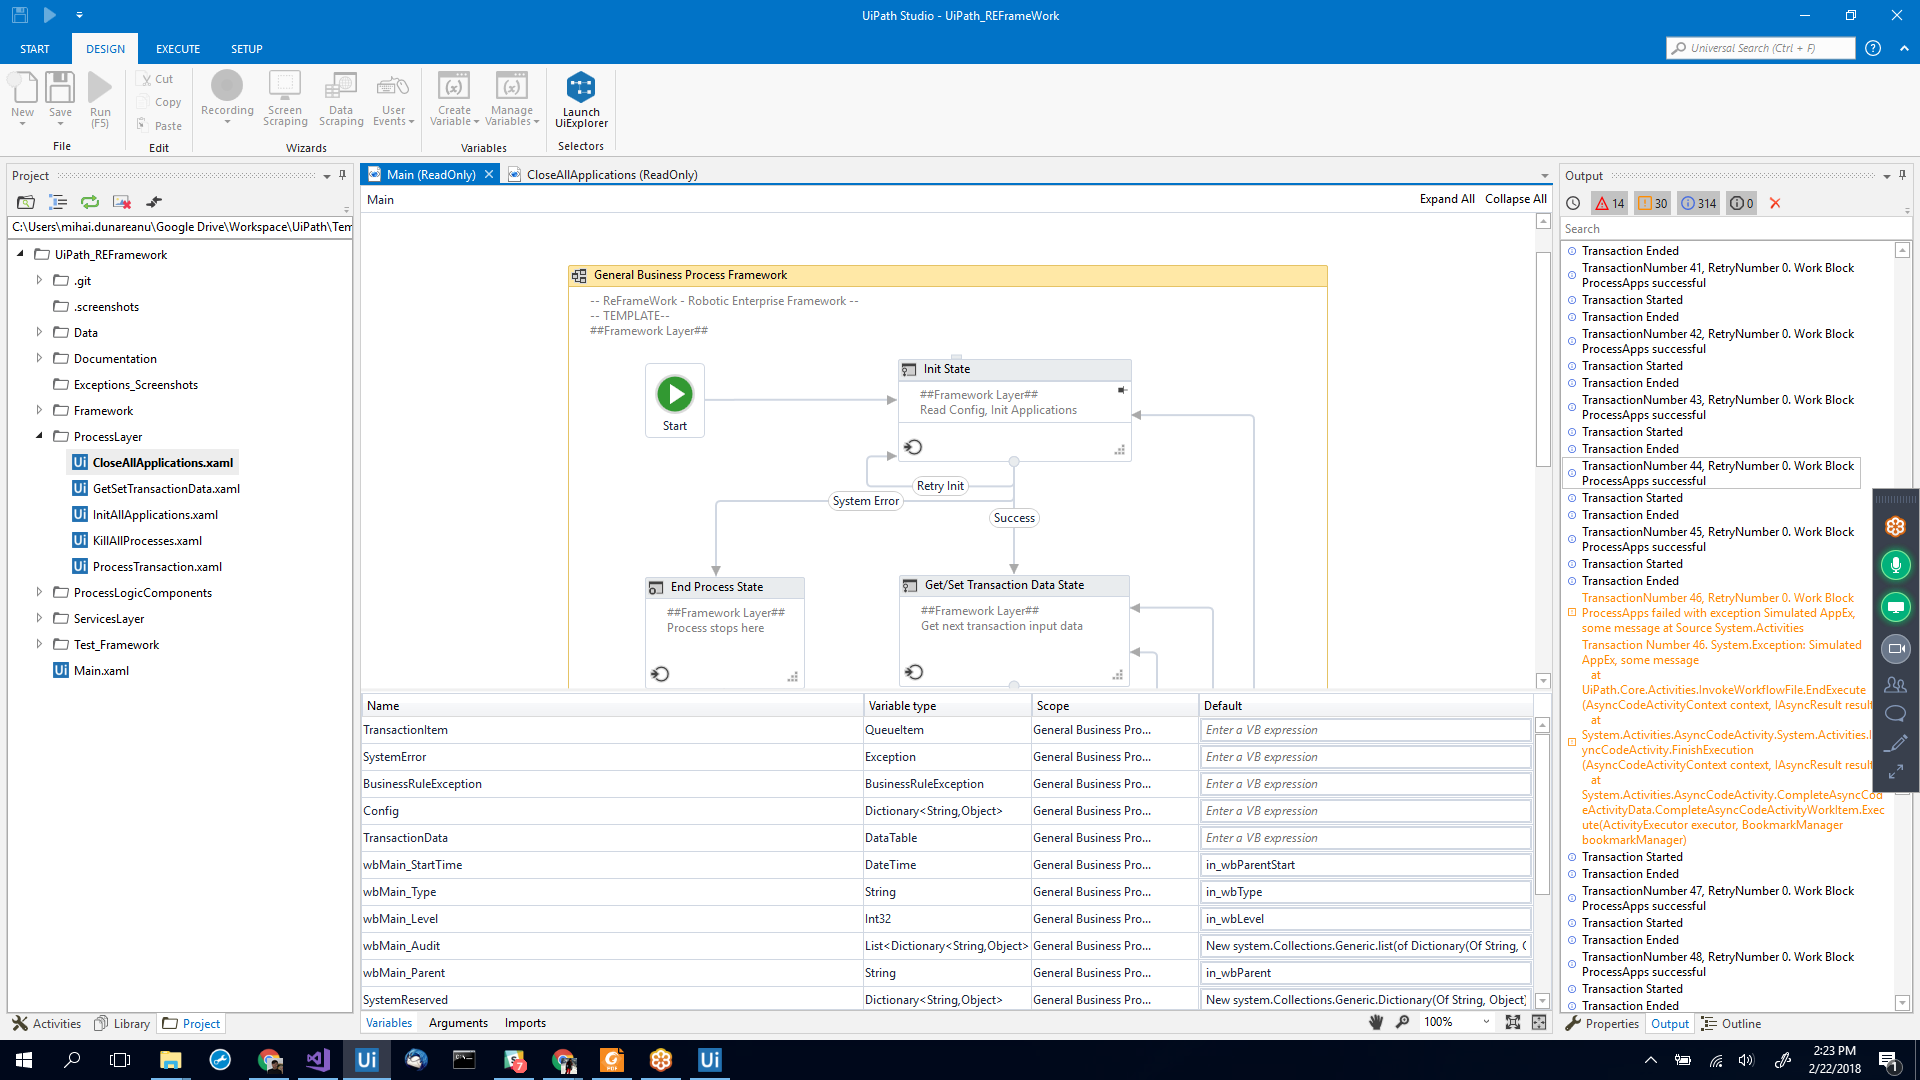 UiPath Studio - UiPath_REFrameWork
START
DESIGN
EXECUTE
SETUP
Universal Search (Ctrl + F)
New
Save
Run
(F5)
File
Cut
Copy
Paste
Edit
Recording
Screen
Scraping
Data
Scraping
User
Events
Wizards
Create
Variable
Manage
Variables
Variables
Launch
UiExplorer
Selectors
Project
C:\Users\mihai.dunareanu\Google Drive\Workspace\UiPath\Tem
UiPath_REFramework
.git
.screenshots
Data
Documentation
Exceptions_Screenshots
Framework
ProcessLayer
CloseAllApplications.xaml
GetSetTransactionData.xaml
InitAllApplications.xaml
KillAllProcesses.xaml
ProcessTransaction.xaml
ProcessLogicComponents
ServicesLayer
Test_Framework
Main.xaml
Activities
Library
Project
Main (ReadOnly)
CloseAllApplications (ReadOnly)
Main
Expand All
Collapse All
General Business Process Framework
-- ReFrameWork - Robotic Enterprise Framework --
-- TEMPLATE--
##Framework Layer##
Start
Init State
##Framework Layer##
Read Config, Init Applications
Retry Init
System Error
Success
End Process State
##Framework Layer##
Process stops here
Get/Set Transaction Data State
##Framework Layer##
Get next transaction input data
Name Variable type Scope Default
TransactionItem QueueItem General Business Pro... Enter a VB expression
SystemError Exception General Business Pro... Enter a VB expression
BusinessRuleException BusinessRuleException General Business Pro... Enter a VB expression
Config Dictionary<String,Object> General Business Pro... Enter a VB expression
TransactionData DataTable General Business Pro... Enter a VB expression
wbMain_StartTime DateTime General Business Pro... in_wbParentStart
wbMain_Type String General Business Pro... in_wbType
wbMain_Level Int32 General Business Pro... in_wbLevel
wbMain_Audit List<Dictionary<String,Object> General Business Pro... New system.Collections.Generic.list(of Dictionary(Of String, 
wbMain_Parent String General Business Pro... in_wbParent
SystemReserved Dictionary<String,Object> General Business Pro... New system.Collections.Generic.Dictionary(Of String, Object)
Variables
Arguments
Imports
100%
Output
14
30
314
0
Search
Transaction Ended
TransactionNumber 41, RetryNumber 0. Work Block
ProcessApps successful
Transaction Started
Transaction Ended
TransactionNumber 42, RetryNumber 0. Work Block
ProcessApps successful
Transaction Started
Transaction Ended
TransactionNumber 43, RetryNumber 0. Work Block
ProcessApps successful
Transaction Started
Transaction Ended
TransactionNumber 44, RetryNumber 0. Work Block
ProcessApps successful
Transaction Started
Transaction Ended
TransactionNumber 45, RetryNumber 0. Work Block
ProcessApps successful
Transaction Started
Transaction Ended
TransactionNumber 46, RetryNumber 0. Work Block
ProcessApps failed with exception Simulated AppEx,
some message at Source System.Activities
Transaction Number 46. System.Exception: Simulated
AppEx, some message
at
UiPath.Core.Activities.InvokeWorkflowFile.EndExecute
(AsyncCodeActivityContext context, IAsyncResult result
at
System.Activities.AsyncCodeActivity.System.Activities.I
yncCodeActivity.FinishExecution
(AsyncCodeActivityContext context, IAsyncResult result
at
System.Activities.AsyncCodeActivity.CompleteAsyncCod
eActivityData.CompleteAsyncCodeActivityWorkItem.Exec
ute(ActivityExecutor executor, BookmarkManager
bookmarkManager)
Transaction Started
Transaction Ended
TransactionNumber 47, RetryNumber 0. Work Block
ProcessApps successful
Transaction Started
Transaction Ended
TransactionNumber 48, RetryNumber 0. Work Block
ProcessApps successful
Transaction Started
Transaction Ended
Properties
Output
Outline
2:23 PM
2/22/2018